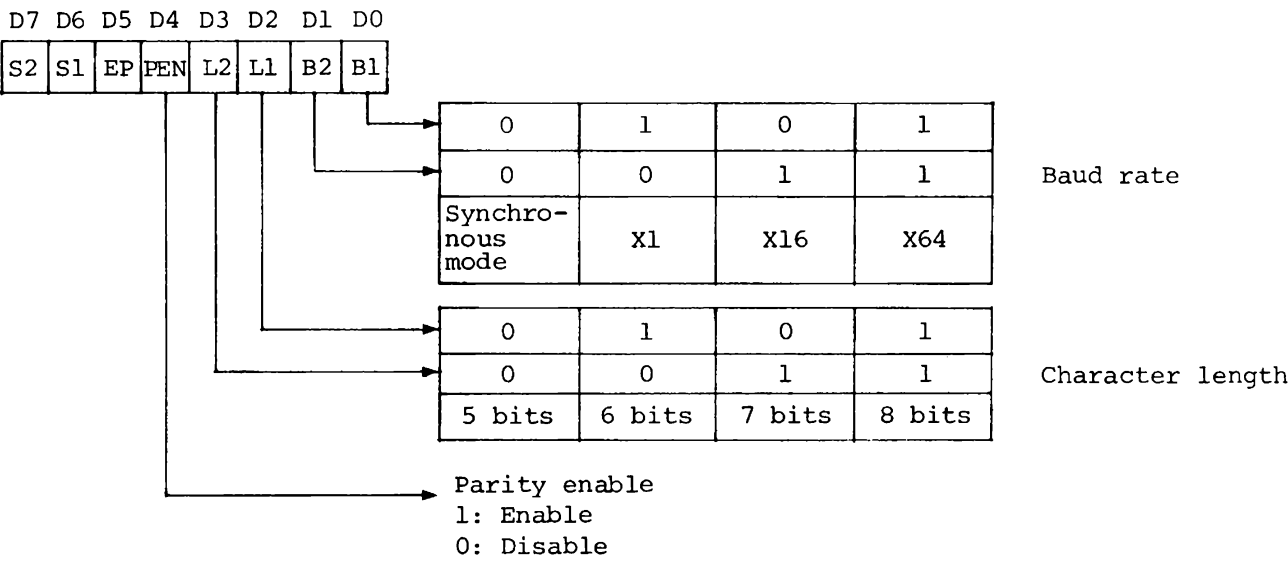 D7 D6 D5 D4 D3 D2 D1 D0
S2 S1 EP PEN L2 L1 B2 B1
0 1 0 1
0 0 1 1
Baud rate
Synchro-
nous
mode
X1 X16 X64
0 1 0 1
0 0 1 1
Character length
5 bits 6 bits 7 bits 8 bits
Parity enable
1: Enable
0: Disable